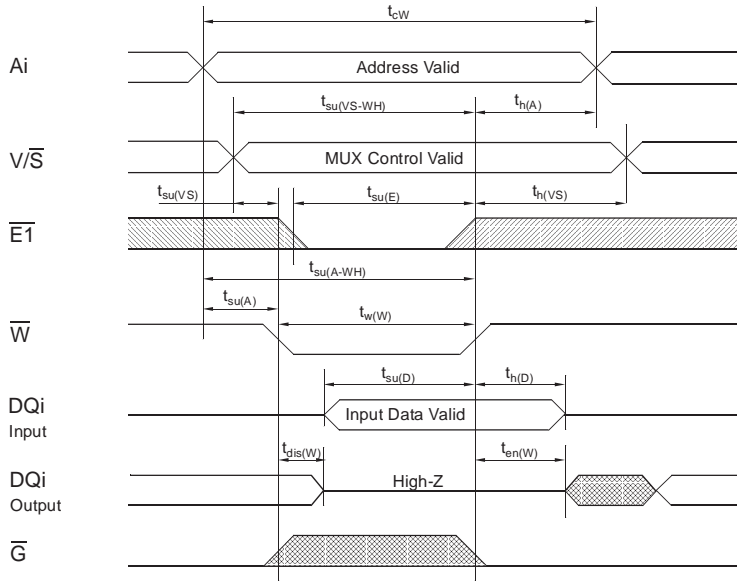 tcW
Ai
Address Valid
tsu(VS-WH)
th(A)
V/S̅
MUX Control Valid
tsu(VS)
tsu(E)
th(VS)
E̅1̅
tsu(A-WH)
tsu(A)
tw(W)
W̅
tsu(D)
th(D)
DQi
Input
Input Data Valid
tdis(W)
ten(W)
DQi
Output
High-Z
G̅